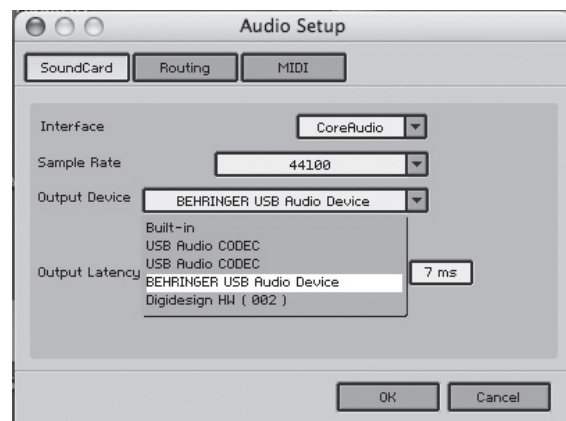 Audio Setup
SoundCard Routing MIDI
Interface CoreAudio
Sample Rate 44100
Output Device BEHRINGER USB Audio Device
Built-in
USB Audio CODEC
USB Audio CODEC
Output Latency 7 ms
BEHRINGER USB Audio Device
Digidesign HW ( 002 )
OK Cancel